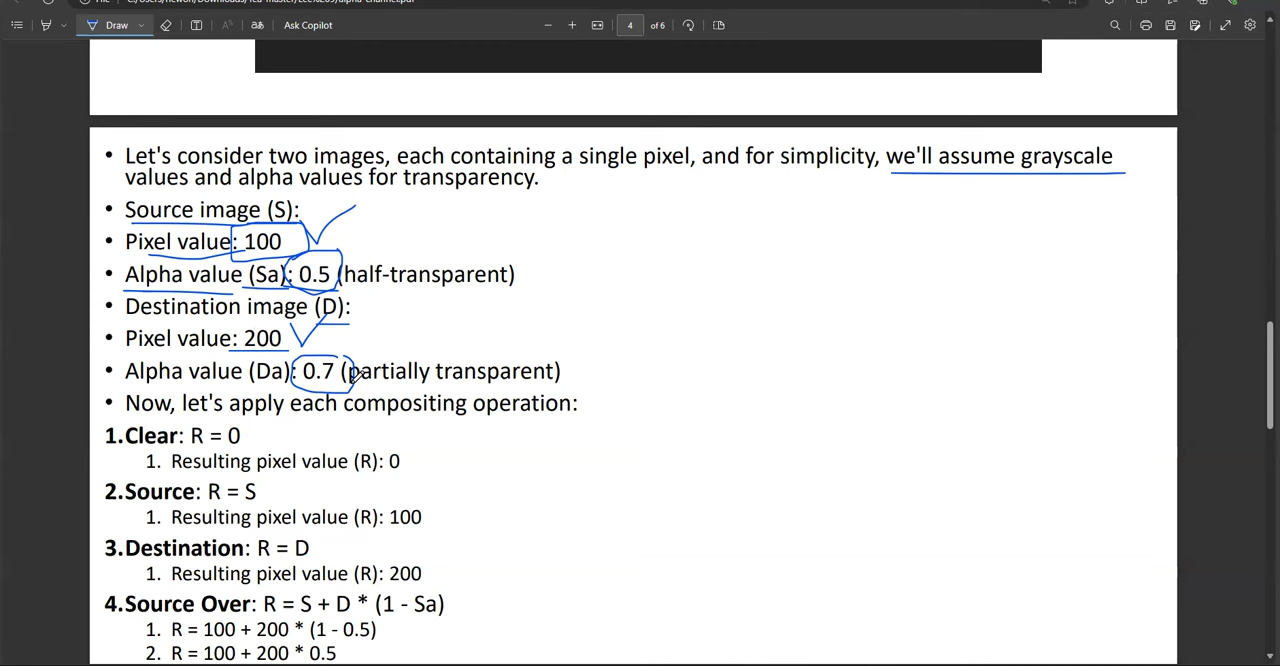 Draw
4
of 6
Ask Copilot
• Let's consider two images, each containing a single pixel, and for simplicity, we'll assume grayscale
values and alpha values for transparency.
• Source image (S):
• Pixel value: 100
• Alpha value (Sa): 0.5 (half-transparent)
• Destination image (D):
• Pixel value: 200
• Alpha value (Da): 0.7 (partially transparent)
• Now, let's apply each compositing operation:
1.Clear: R = 0
1. Resulting pixel value (R): 0
2.Source: R = S
1. Resulting pixel value (R): 100
3.Destination: R = D
1. Resulting pixel value (R): 200
4.Source Over: R = S + D * (1 - Sa)
1. R = 100 + 200 * (1 - 0.5)
2. R = 100 + 200 * 0.5